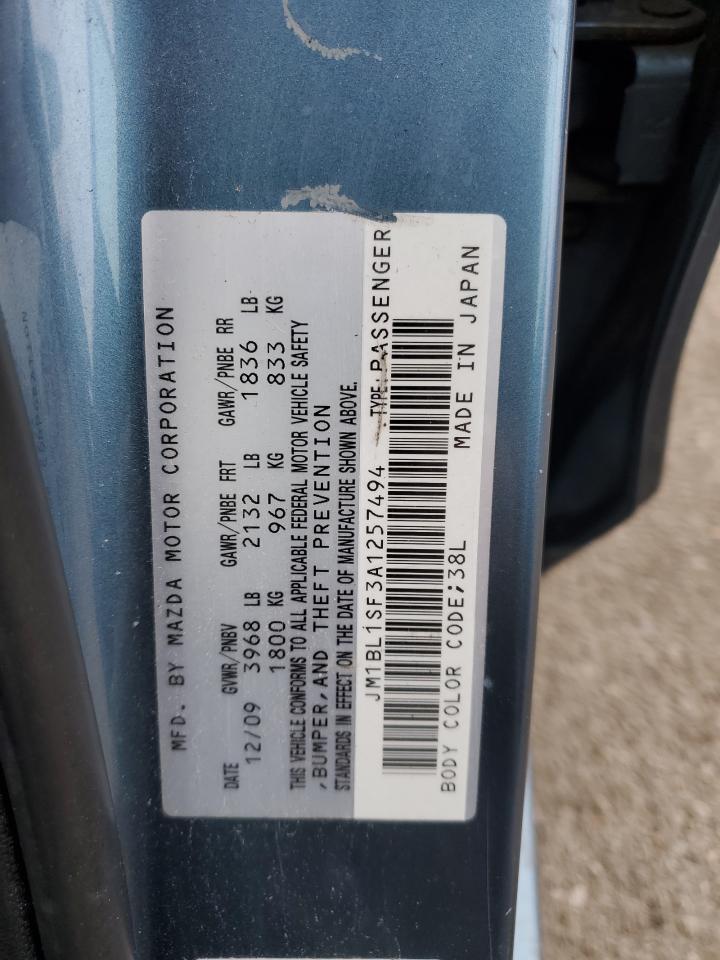 MFD. BY MAZDA MOTOR CORPORATION
DATE GVWR/PNBV GAWR/PNBE FRT GAWR/PNBE RR
12/09 3968 LB 2132 LB 1836 LB
1800 KG 967 KG 833 KG
THIS VEHICLE CONFORMS TO ALL APPLICABLE FEDERAL MOTOR VEHICLE SAFETY
,BUMPER,AND THEFT PREVENTION
STANDARDS IN EFFECT ON THE DATE OF MANUFACTURE SHOWN ABOVE.
JM1BL1SF3A1257494 TYPE:PASSENGER
BODY COLOR CODE;38L MADE IN JAPAN